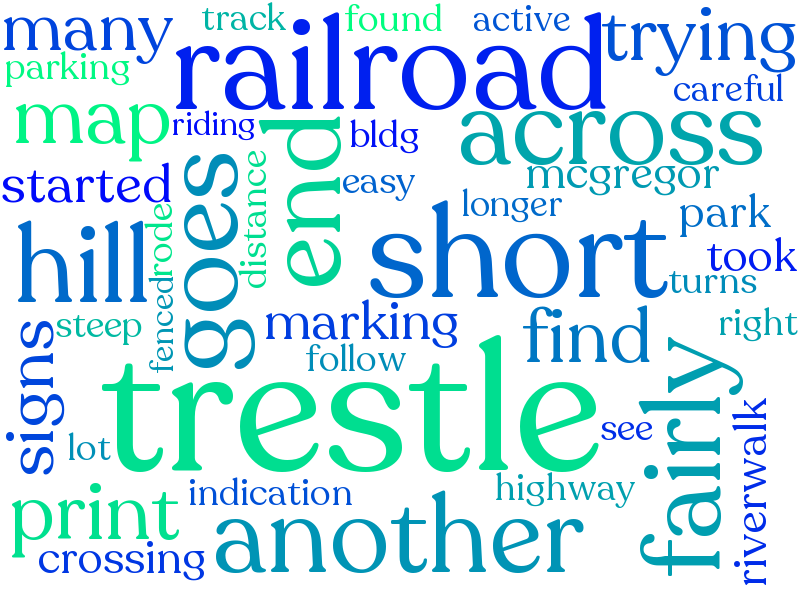 many
track
found
active
trying
railroad
parking
careful
map
riding
end
bldg
across
started
goes
distance
easy
mcgregor
longer
park
hill
rode
short
took
turns
fenced
signs
steep
marking
find
right
follow
trestle
fairly
lot
see
riverwalk
print
indication
highway
another
crossing